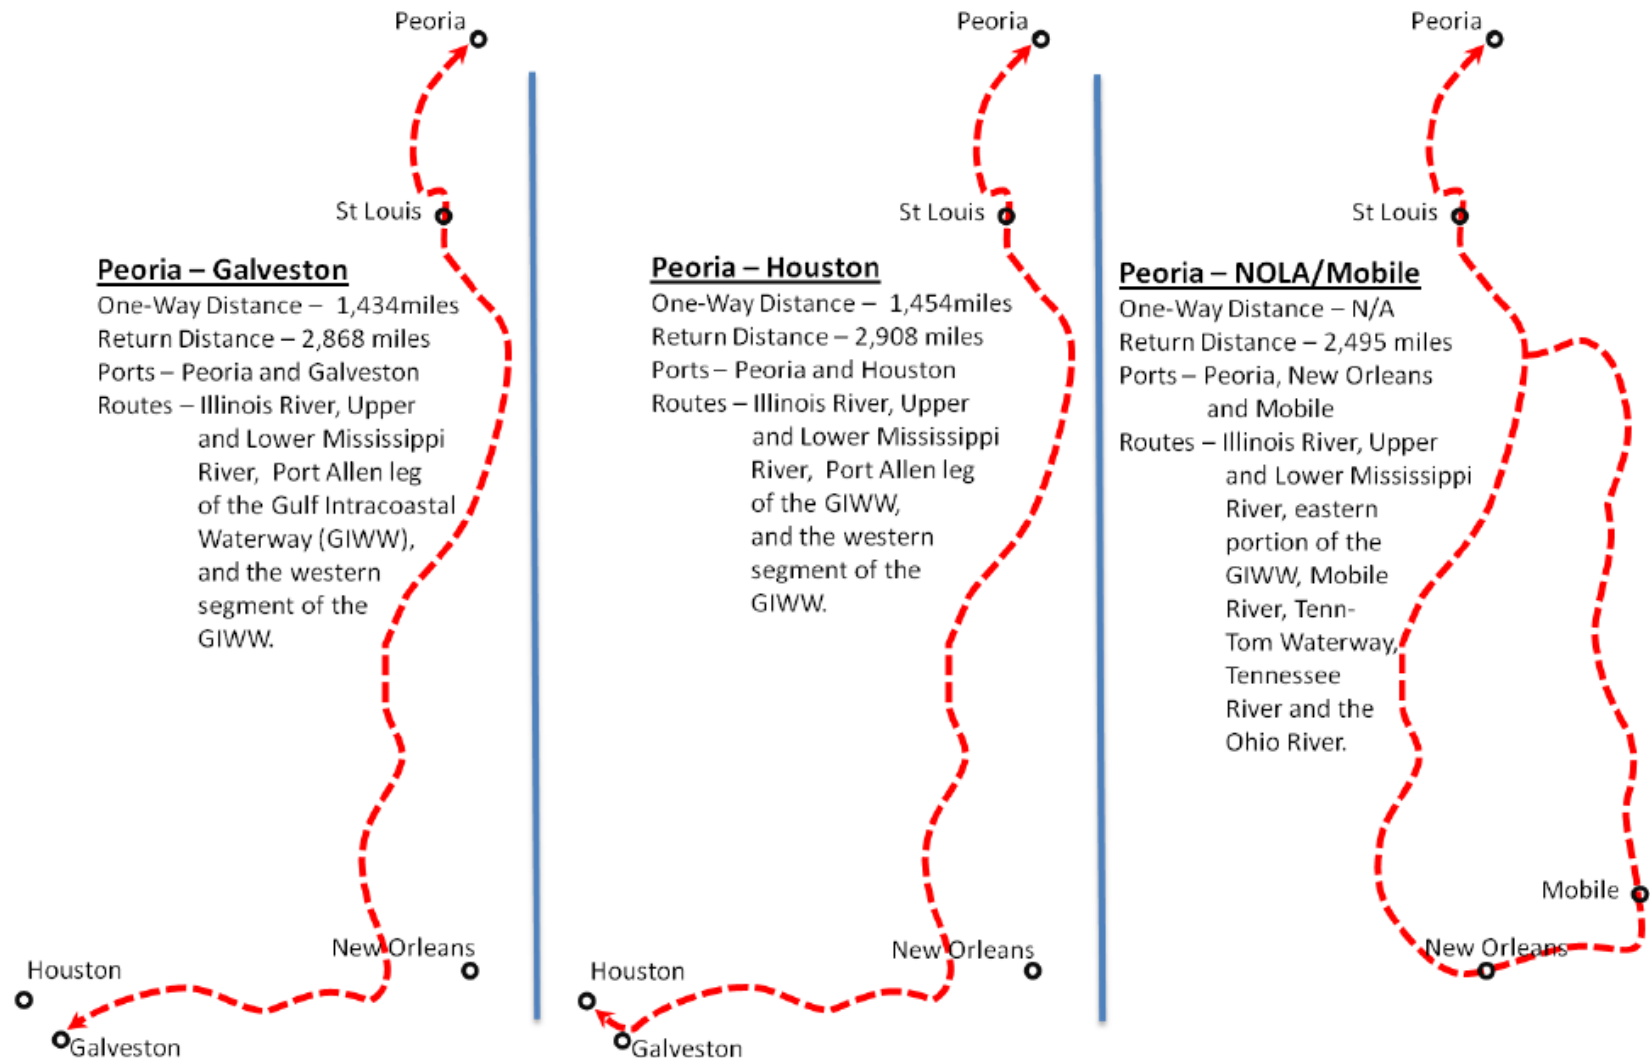 Peoria
St Louis
Peoria – Galveston
One-Way Distance – 1,434miles
Return Distance – 2,868 miles
Ports – Peoria and Galveston
Routes – Illinois River, Upper
and Lower Mississippi
River, Port Allen leg
of the Gulf Intracoastal
Waterway (GIWW),
and the western
segment of the
GIWW.
New Orleans
Houston
Galveston
Peoria
St Louis
Peoria – Houston
One-Way Distance – 1,454miles
Return Distance – 2,908 miles
Ports – Peoria and Houston
Routes – Illinois River, Upper
and Lower Mississippi
River, Port Allen leg
of the GIWW,
and the western
segment of the
GIWW.
New Orleans
Houston
Galveston
Peoria
St Louis
Peoria – NOLA/Mobile
One-Way Distance – N/A
Return Distance – 2,495 miles
Ports – Peoria, New Orleans
and Mobile
Routes – Illinois River, Upper
and Lower Mississippi
River, eastern
portion of the
GIWW, Mobile
River, Tenn-
Tom Waterway,
Tennessee
River and the
Ohio River.
Mobile
New Orleans